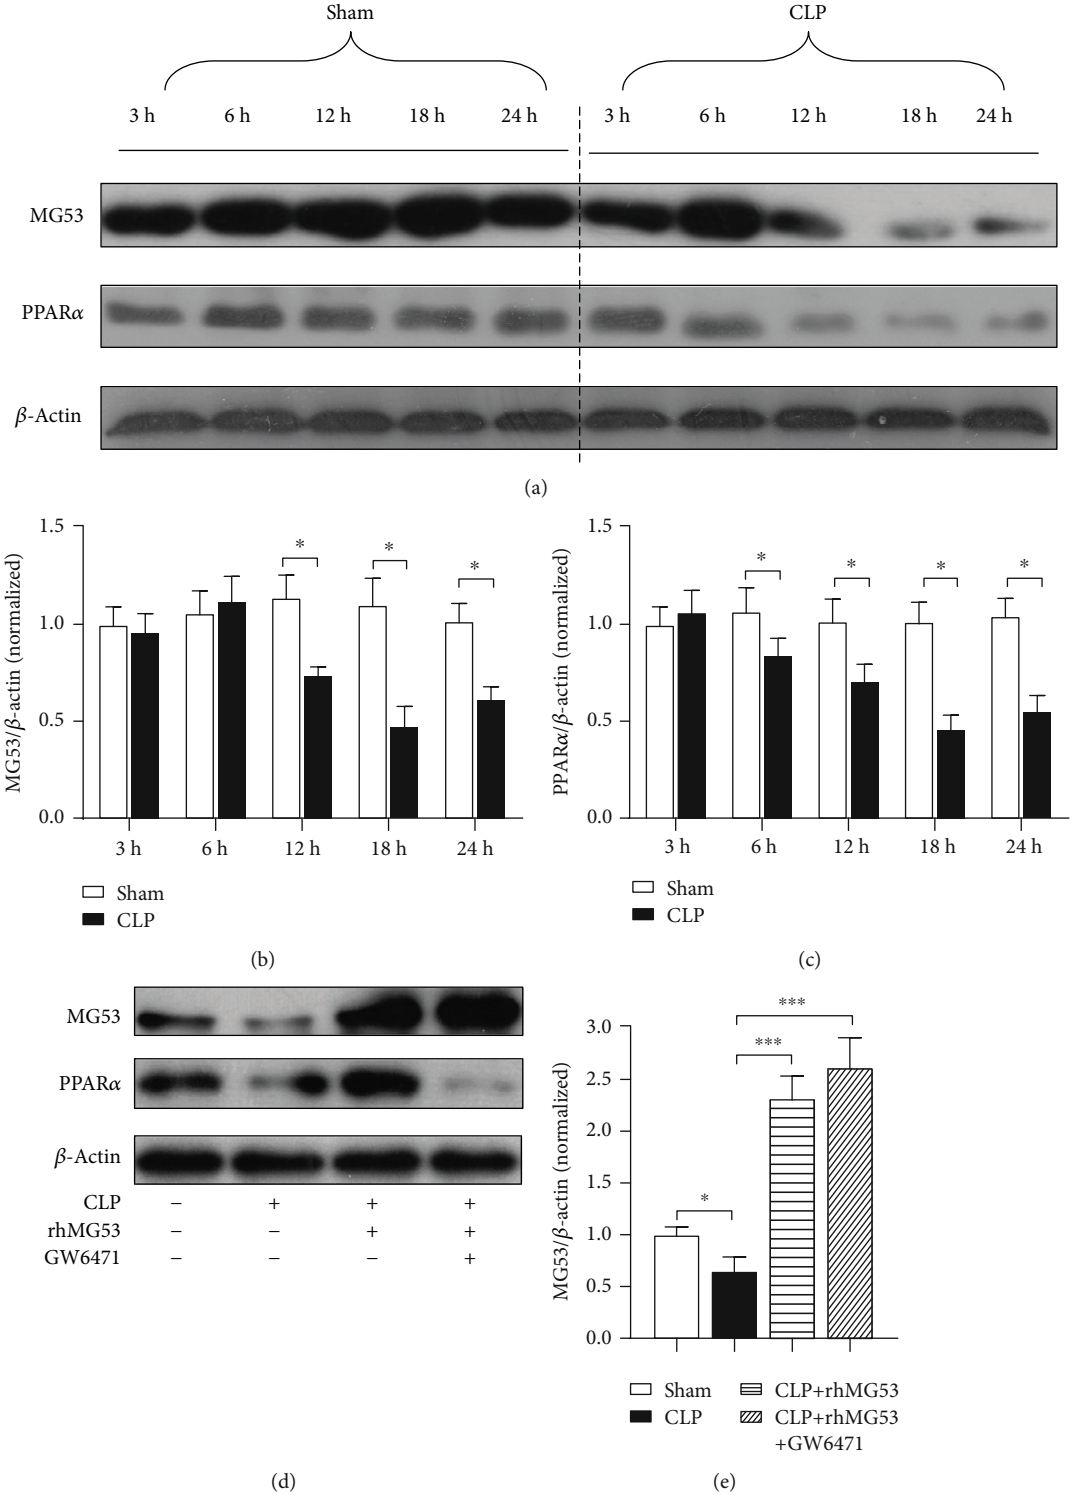 Sham CLP
3 h 6 h 12 h 18 h 24 h 3 h 6 h 12 h 18 h 24 h
MG53
PPARα
β-Actin
(a)
1.5
1.0
0.5
0.0
MG53/β-actin (normalized)
* * *
3 h 6 h 12 h 18 h 24 h
Sham
CLP
(b)
1.5
1.0
0.5
0.0
PPARα/β-actin (normalized)
* * * *
3 h 6 h 12 h 18 h 24 h
Sham
CLP
(c)
MG53
PPARα
β-Actin
CLP − + + +
rhMG53 − − + +
GW6471 − − − +
(d)
3.0
2.5
2.0
1.5
1.0
0.5
0.0
MG53/β-actin (normalized)
***
***
*
Sham
CLP
CLP+rhMG53
CLP+rhMG53
+GW6471
(e)